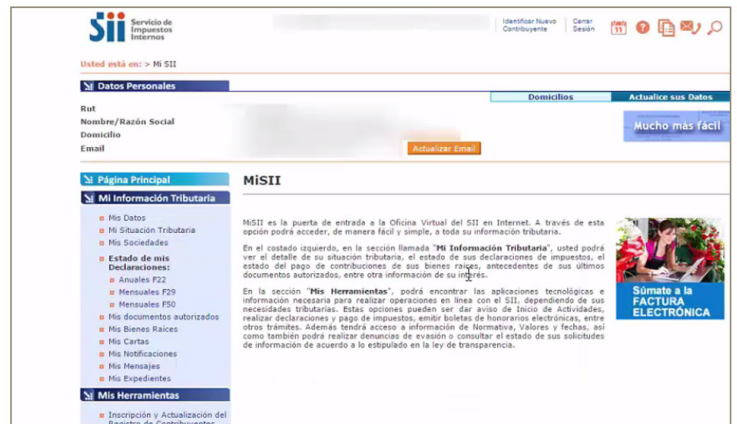 Sii Servicio de
Impuestos
Internos
Identificar Nuevo
Contribuyente
Cerrar
Sesión
11
Usted está en: > Mi SII
Datos Personales
Domicilios
Actualice sus Datos
Rut
Nombre/Razón Social
Domicilio
Email
Actualizar Email
Mucho más fácil
Página Principal
Mi Información Tributaria
Mis Datos
Mi Situación Tributaria
Mis Sociedades
Estado de mis
Declaraciones:
Anuales F22
Mensuales F29
Mensuales F50
Mis documentos autorizados
Mis Bienes Raices
Mis Cartas
Mis Notificaciones
Mis Mensajes
Mis Expedientes
Mis Herramientas
Inscripción y Actualización del
Registro de Contribuyentes
MiSII
MiSII es la puerta de entrada a la Oficina Virtual del SII en Internet. A través de esta
opción podrá acceder, de manera fácil y simple, a toda su información tributaria.
En el costado izquierdo, en la sección llamada "Mi Información Tributaria", usted podrá
ver el detalle de su situación tributaria, el estado de sus declaraciones de impuestos, el
estado del pago de contribuciones de sus bienes raíces, antecedentes de sus últimos
documentos autorizados, entre otra información de su interés.
En la sección "Mis Herramientas", podrá encontrar las aplicaciones tecnológicas e
información necesaria para realizar operaciones en línea con el SII, dependiendo de sus
necesidades tributarias. Estas opciones pueden ser dar aviso de Inicio de Actividades,
realizar declaraciones y pago de impuestos, emitir boletas de honorarios electrónicas, entre
otros trámites. Además tendrá acceso a información de Normativa, Valores y fechas, así
como también podrá realizar denuncias de evasión o consultar el estado de sus solicitudes
de información de acuerdo a lo estipulado en la ley de transparencia.
Súmate a la
FACTURA
ELECTRÓNICA